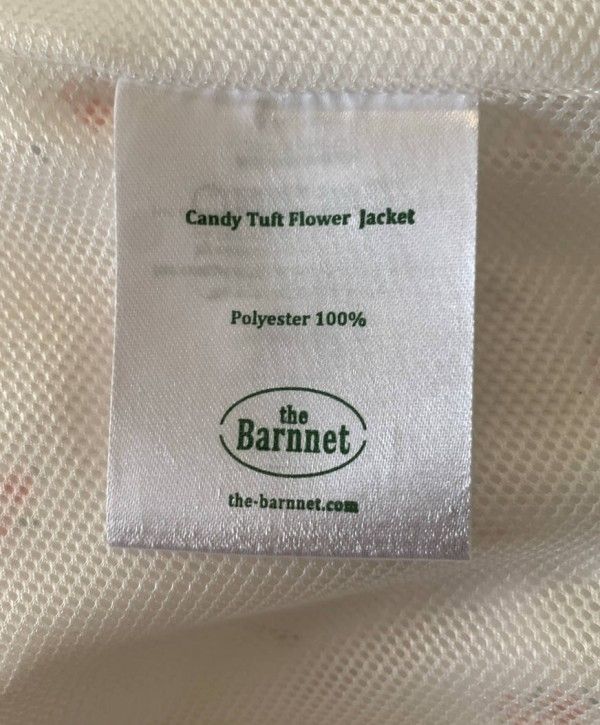 Candy Tuft Flower Jacket
Polyester 100%
the
Barnnet
the-barnnet.com